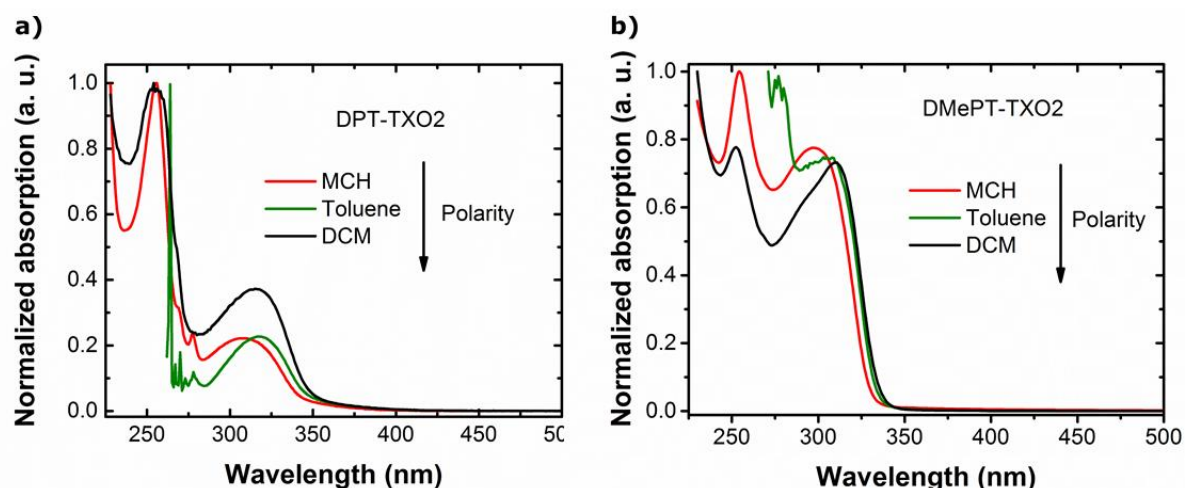 a)
Normalized absorption (a. u.)
1.0
0.8
0.6
0.4
0.2
0.0
DPT-TXO2
MCH
Toluene
DCM
Polarity
250 300 350 400 450 50
Wavelength (nm)
b)
Normalized absorption (a. u.)
1.0
0.8
0.6
0.4
0.2
0.0
DMePT-TXO2
MCH
Toluene
DCM
Polarity
250 300 350 400 450 500
Wavelength (nm)